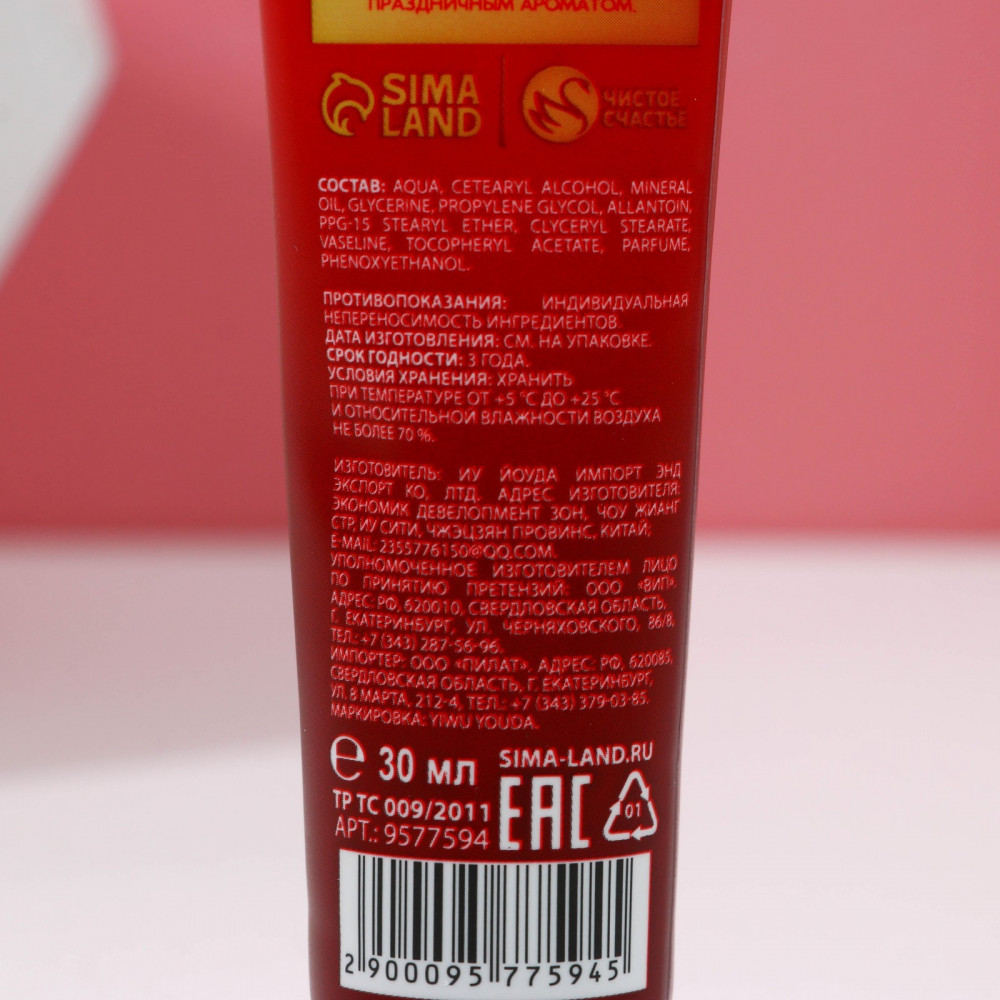 ПРАЗДНИЧНЫМ АРОМАТОМ.
SIMA
LAND
ЧИСТОЕ
СЧАСТЬЕ
СОСТАВ: AQUA, CETEARYL ALCOHOL, MINERAL
OIL, GLYCERINE, PROPYLENE GLYCOL, ALLANTOIN,
PPG-15 STEARYL ETHER, CLYCERYL STEARATE,
VASELINE, TOCOPHERYL ACETATE, PARFUME,
PHENOXYETHANOL.
ПРОТИВОПОКАЗАНИЯ: ИНДИВИДУАЛЬНАЯ
НЕПЕРЕНОСИМОСТЬ ИНГРЕДИЕНТОВ.
ДАТА ИЗГОТОВЛЕНИЯ: СМ. НА УПАКОВКЕ.
СРОК ГОДНОСТИ: 3 ГОДА.
УСЛОВИЯ ХРАНЕНИЯ: ХРАНИТЬ
ПРИ ТЕМПЕРАТУРЕ ОТ +5 °C ДО +25 °C
И ОТНОСИТЕЛЬНОЙ ВЛАЖНОСТИ ВОЗДУХА
НЕ БОЛЕЕ 70 %.
ИЗГОТОВИТЕЛЬ: ИУ ЙОУДА ИМПОРТ ЭНД
ЭКСПОРТ КО, ЛТД. АДРЕС ИЗГОТОВИТЕЛЯ:
ЭКОНОМИК ДЕВЕЛОПМЕНТ ЗОН, ЧОУ ЖИАНГ
СТР, ИУ СИТИ, ЧЖЭЦЗЯН ПРОВИНС, КИТАЙ;
E-MAIL: 2355776150@QQ.COM.
УПОЛНОМОЧЕННОЕ ИЗГОТОВИТЕЛЕМ ЛИЦО
ПО ПРИНЯТИЮ ПРЕТЕНЗИЙ: ООО «ВИП».
АДРЕС: РФ, 620010, СВЕРДЛОВСКАЯ ОБЛАСТЬ,
Г. ЕКАТЕРИНБУРГ, УЛ. ЧЕРНЯХОВСКОГО, 86/8,
ТЕЛ.: +7 (343) 287-56-96.
ИМПОРТЕР: ООО «ПИЛАТ». АДРЕС: РФ, 620085,
СВЕРДЛОВСКАЯ ОБЛАСТЬ, Г. ЕКАТЕРИНБУРГ,
УЛ. 8 МАРТА, 212-4, ТЕЛ.: +7 (343) 379-03-85.
МАРКИРОВКА: YIWU YOUDA.
℮ 30 МЛ
SIMA-LAND.RU
ТР ТС 009/2011
АРТ.: 9577594
EAC
01
2 900095 775945